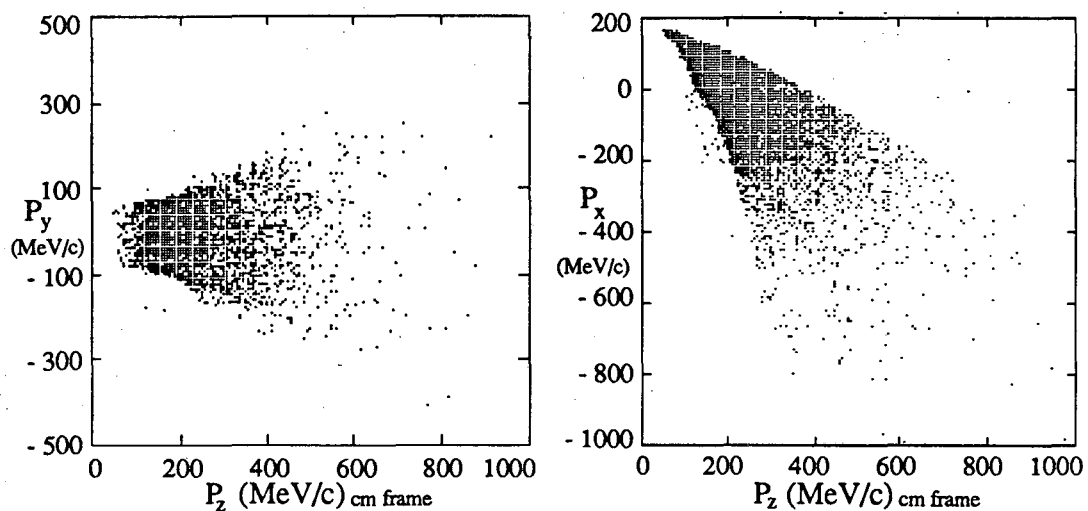 500
300
100
P_y
(MeV/c)
- 100
- 300
- 500
0 200 400 600 800 1000
P_z (MeV/c) cm frame
200
0
- 200
P_x
- 400
(MeV/c)
- 600
- 800
- 1000
0 200 400 600 800 1000
P_z (MeV/c) cm frame